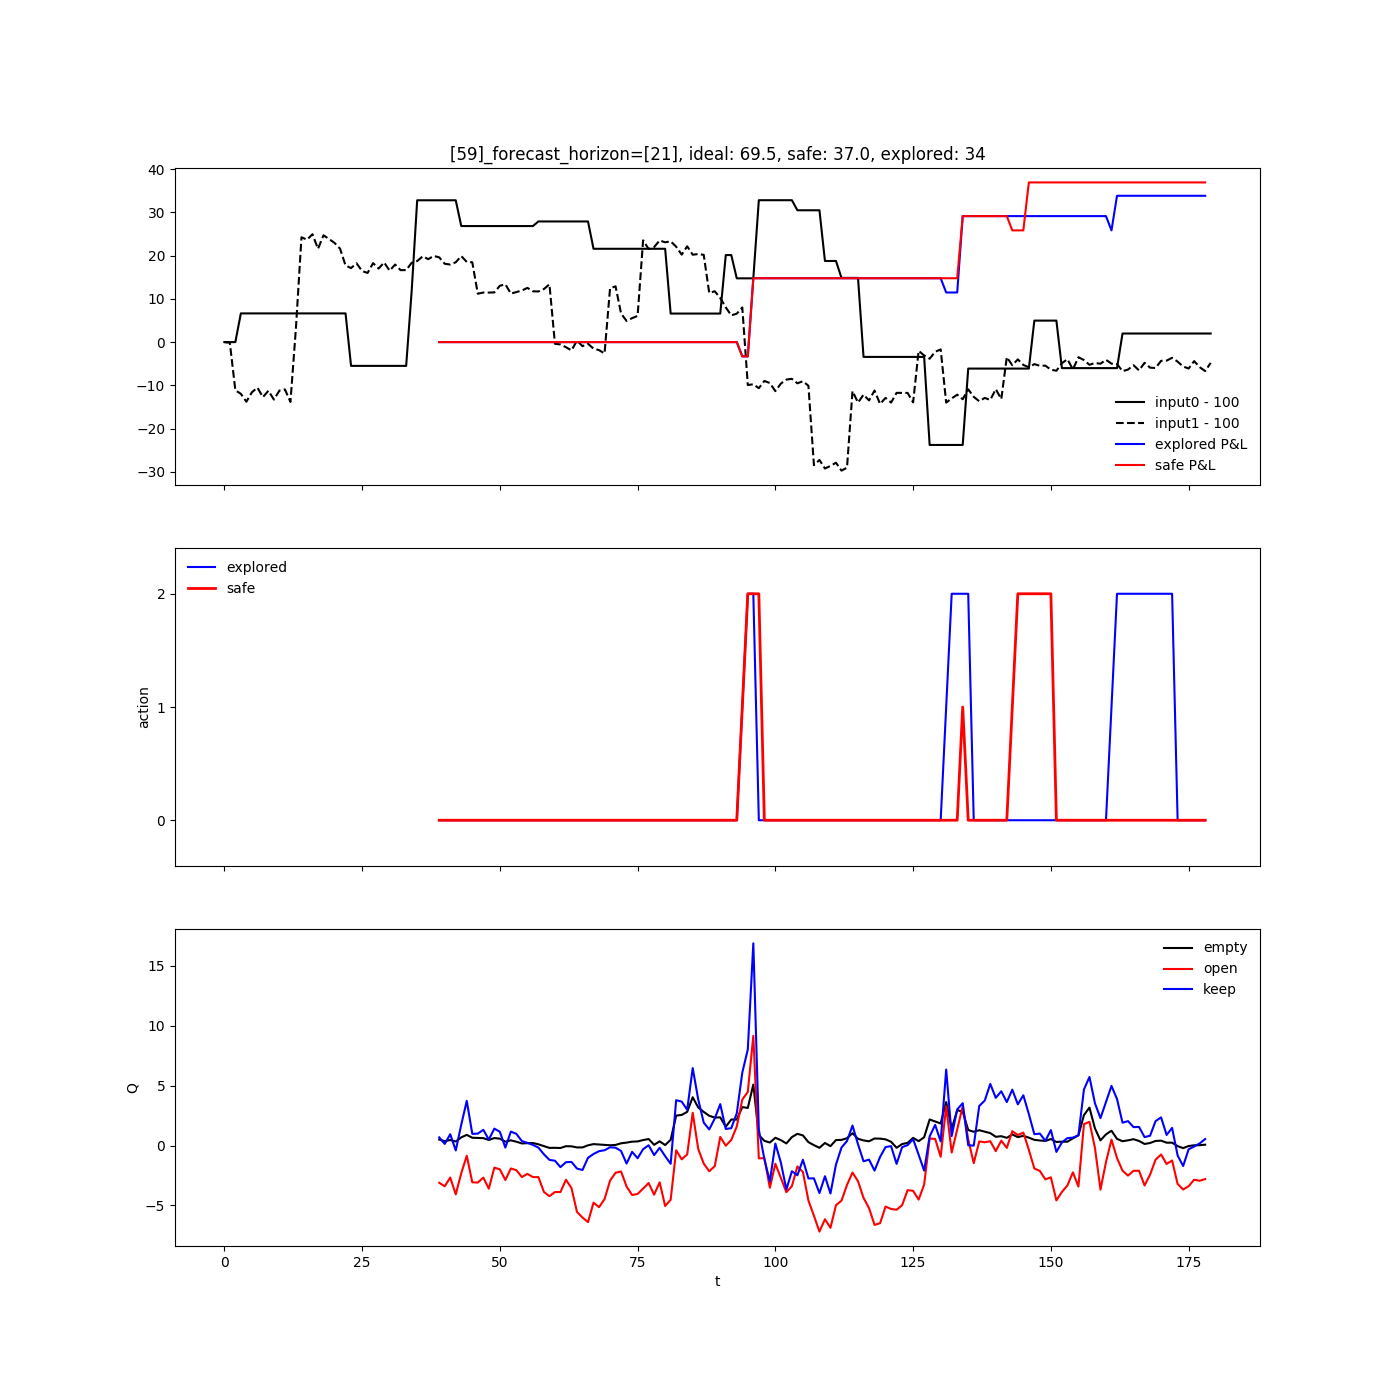 [59]_forecast_horizon=[21], ideal: 69.5, safe: 37.0, explored: 34
40
30
20
10
0
−10
−20
−30
input0 - 100
input1 - 100
explored P&L
safe P&L
explored
safe
2
1
0
action
empty
open
keep
15
10
5
0
−5
Q
0 25 50 75 100 125 150 175
t